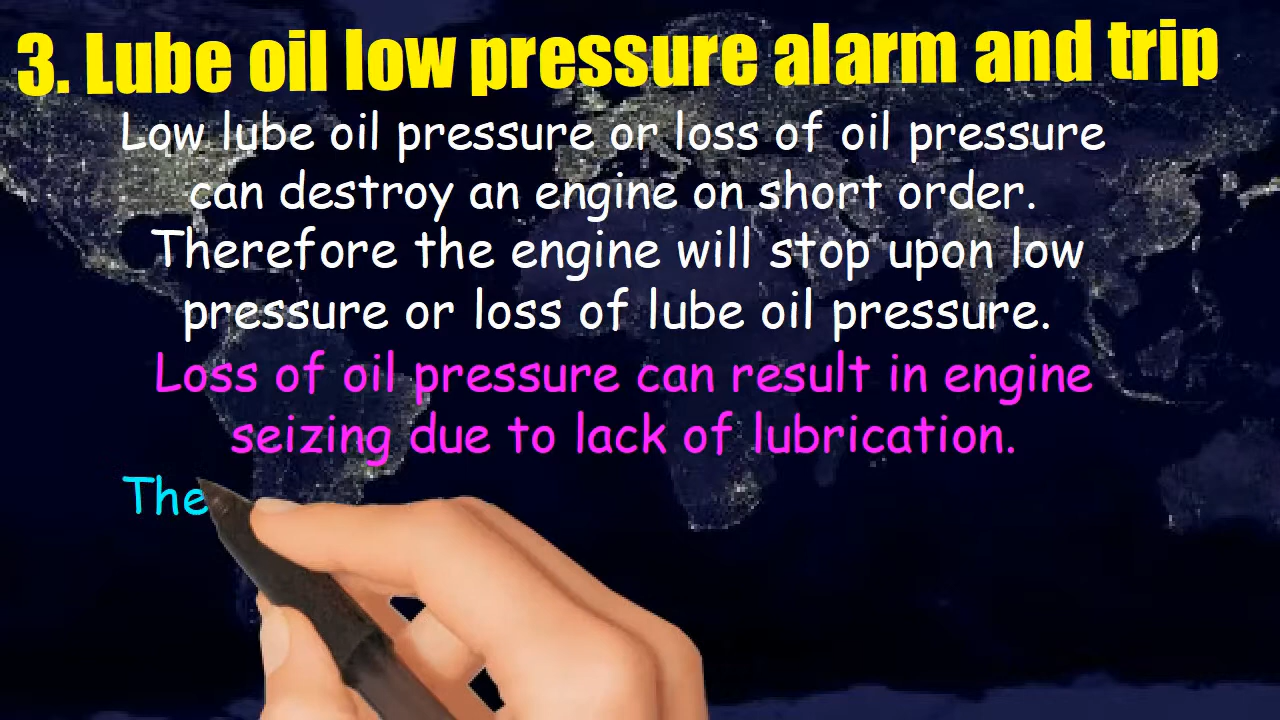 3. Lube oil low pressure alarm and trip
Low lube oil pressure or loss of oil pressure
can destroy an engine on short order.
Therefore the engine will stop upon low
pressure or loss of lube oil pressure.
Loss of oil pressure can result in engine
seizing due to lack of lubrication.
The